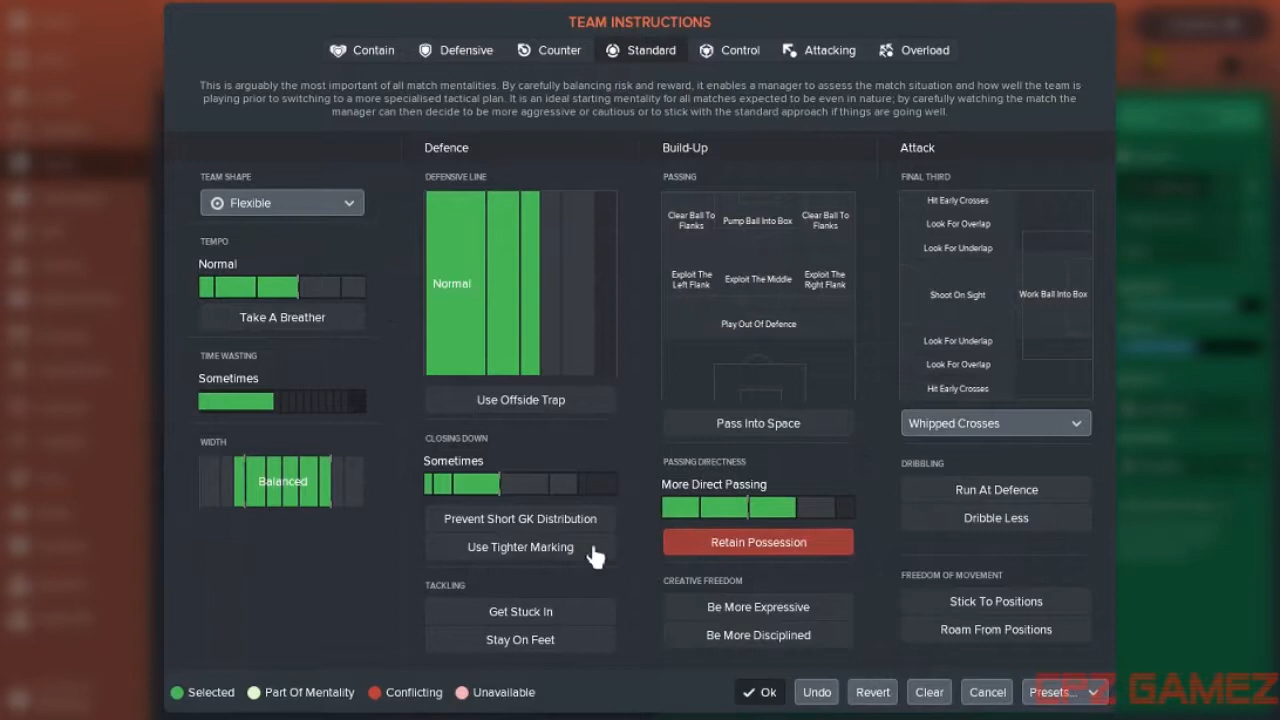 TEAM INSTRUCTIONS
Contain
Defensive
Counter
Standard
Control
Attacking
Overload
This is arguably the most important of all match mentalities. By carefully balancing risk and reward, it enables a manager to assess the match situation and how well the team is
playing prior to switching to a more specialised tactical plan. It is an ideal starting mentality for all matches expected to be even in nature; by carefully watching the match the
manager can then decide to be more aggressive or cautious or to stick with the standard approach if things are going well.
TEAM SHAPE
Flexible
TEMPO
Normal
Take A Breather
TIME WASTING
Sometimes
WIDTH
Balanced
Defence
DEFENSIVE LINE
Normal
Use Offside Trap
CLOSING DOWN
Sometimes
Prevent Short GK Distribution
Use Tighter Marking
TACKLING
Get Stuck In
Stay On Feet
Build-Up
PASSING
Clear Ball To
Flanks
Pump Ball Into Box
Clear Ball To
Flanks
Exploit The
Left Flank
Exploit The Middle
Exploit The
Right Flank
Play Out Of Defence
Pass Into Space
PASSING DIRECTNESS
More Direct Passing
Retain Possession
CREATIVE FREEDOM
Be More Expressive
Be More Disciplined
Attack
FINAL THIRD
Hit Early Crosses
Look For Overlap
Look For Underlap
Shoot On Sight
Work Ball Into Box
Look For Underlap
Look For Overlap
Hit Early Crosses
Whipped Crosses
DRIBBLING
Run At Defence
Dribble Less
FREEDOM OF MOVEMENT
Stick To Positions
Roam From Positions
Selected
Part Of Mentality
Conflicting
Unavailable
Ok
Undo
Revert
Clear
Cancel
Presets...
EPZ GAMEZ